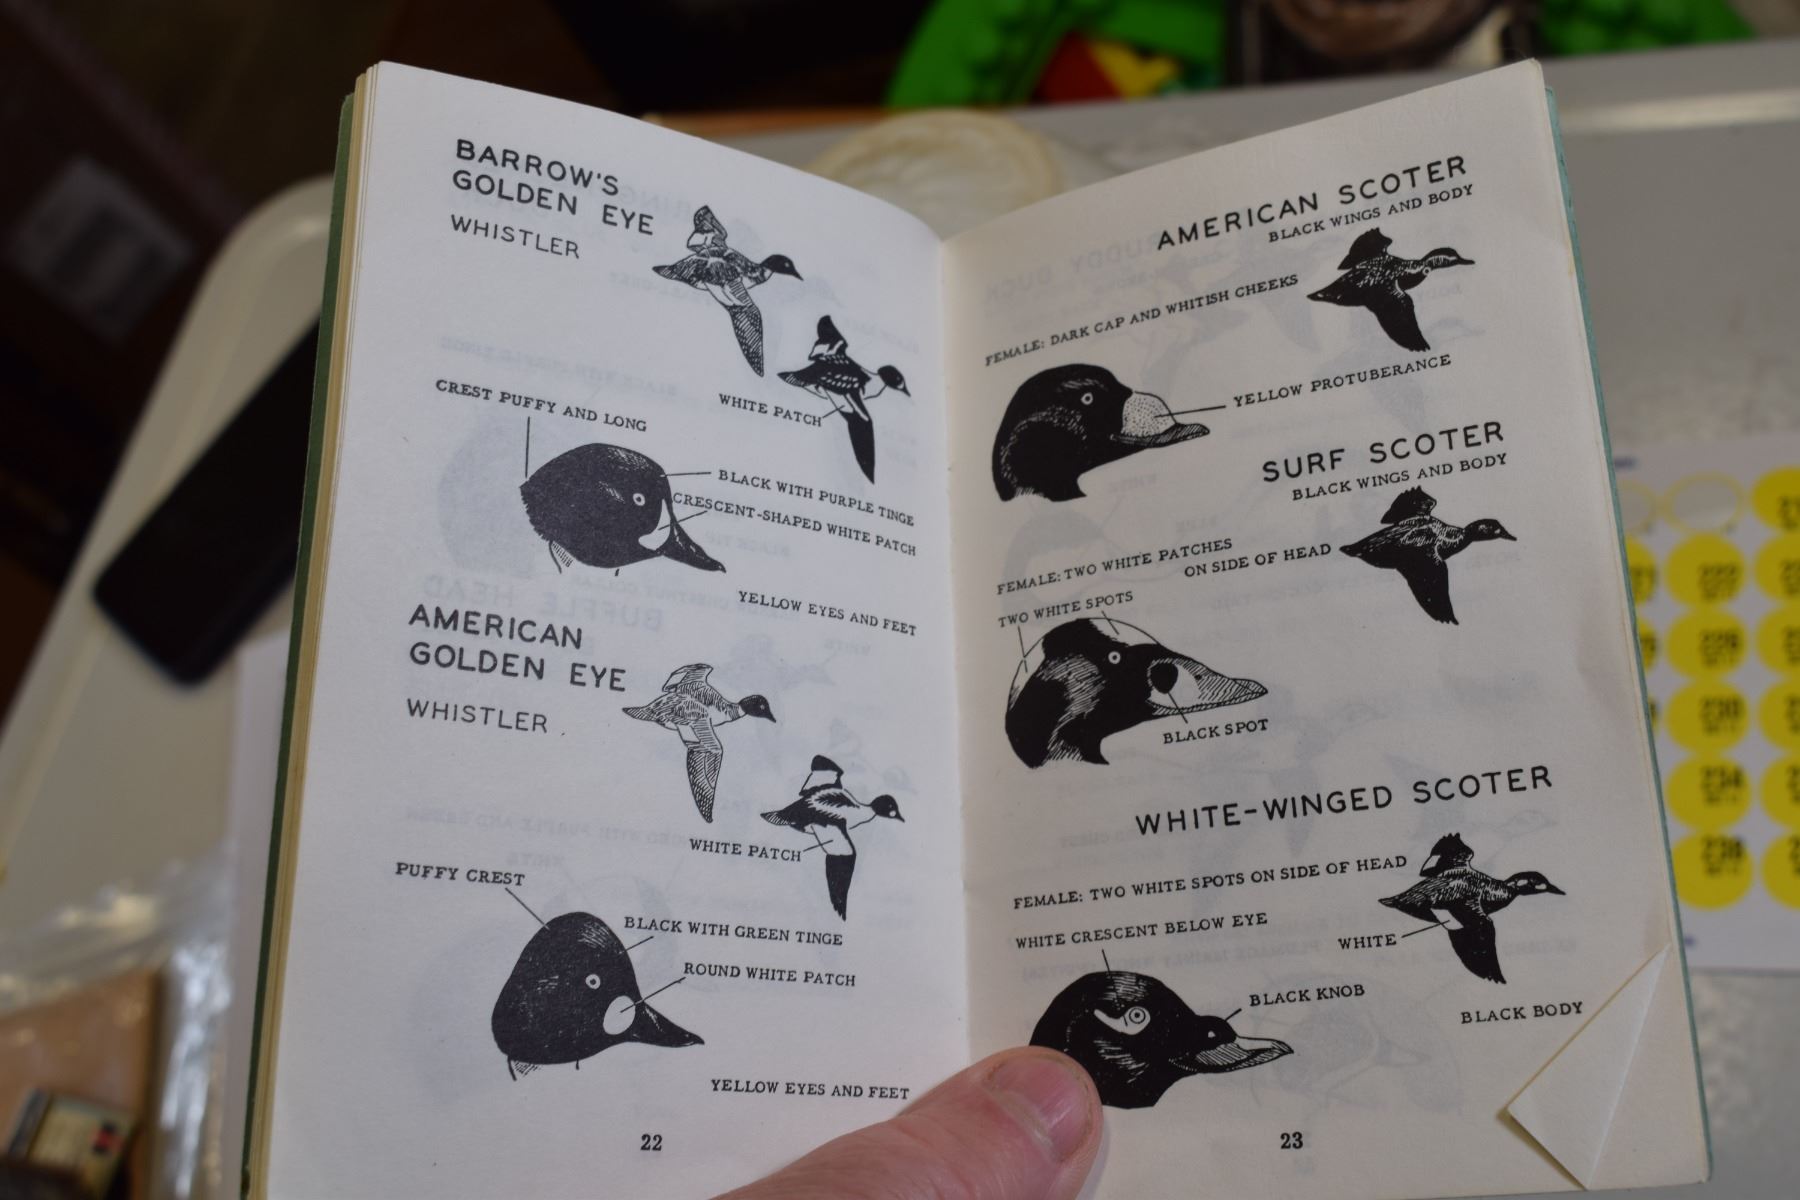 BARROW'S
GOLDEN EYE
WHISTLER
WHITE PATCH
CREST PUFFY AND LONG
BLACK WITH PURPLE TINGE
CRESCENT-SHAPED WHITE PATCH
YELLOW EYES AND FEET
AMERICAN
GOLDEN EYE
WHISTLER
WHITE PATCH
PUFFY CREST
BLACK WITH GREEN TINGE
ROUND WHITE PATCH
YELLOW EYES AND FEET
22
AMERICAN SCOTER
BLACK WINGS AND BODY
FEMALE: DARK CAP AND WHITISH CHEEKS
YELLOW PROTUBERANCE
SURF SCOTER
BLACK WINGS AND BODY
FEMALE: TWO WHITE PATCHES
ON SIDE OF HEAD
TWO WHITE SPOTS
BLACK SPOT
WHITE-WINGED SCOTER
FEMALE: TWO WHITE SPOTS ON SIDE OF HEAD
WHITE CRESCENT BELOW EYE
WHITE
BLACK KNOB
BLACK BODY
23